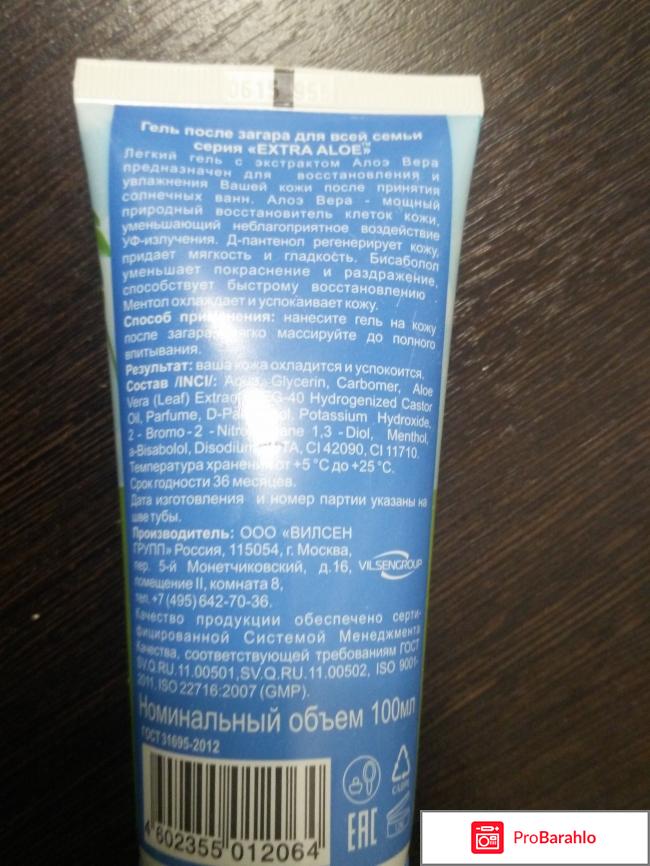 Гель после загара для всей семьи
серия «EXTRA ALOE»™
Легкий гель с экстрактом Алоэ Вера
предназначен для восстановления и
увлажнения Вашей кожи после принятия
солнечных ванн. Алоэ Вера - мощный
природный восстановитель клеток кожи,
уменьшающий неблагоприятное воздействие
УФ-излучения. Д-пантенол регенерирует кожу,
придает мягкость и гладкость. Бисаболол
уменьшает покраснение и раздражение,
способствует быстрому восстановлению
Ментол охлаждает и успокаивает кожу.
Способ применения: нанесите гель на кожу
после загара, мягко массируйте до полного
впитывания.
Результат: ваша кожа охладится и успокоится.
Состав /INCI/: Aqua, Glycerin, Carbomer, Aloe
Vera (Leaf) Extract, PEG-40 Hydrogenized Castor
Oil, Parfume, Potassium Hydroxide,
2 - Bromo - 2 - 1,3 - Diol, Menthol,
a-Bisabolol, Disodium EDTA, CI 42090, CI 11710.
Температура хранения от +5 °С до +25 °С.
Срок годности 36 месяцев.
Дата изготовления и номер партии указаны на
шве тубы.
Производитель: ООО «ВИЛСЕН
ГРУПП» Россия, 115054, г. Москва,
пер. 5-й Монетчиковский, д.16,
помещение II, комната 8,
тел. +7 (495) 642-70-36.
VILSENGROUP
Качество продукции обеспечено серти-
фицированной Системой Менеджмента
Качества, соответствующей требованиям ГОСТ
SV.Q.RU.11.00501, SV.Q.RU.11.00502, ISO 9001-
2011, ISO 22716:2007 (GMP).
Номинальный объем 100мл
ГОСТ 31695-2012
4 602355 012064
EAC
ProBarahlo